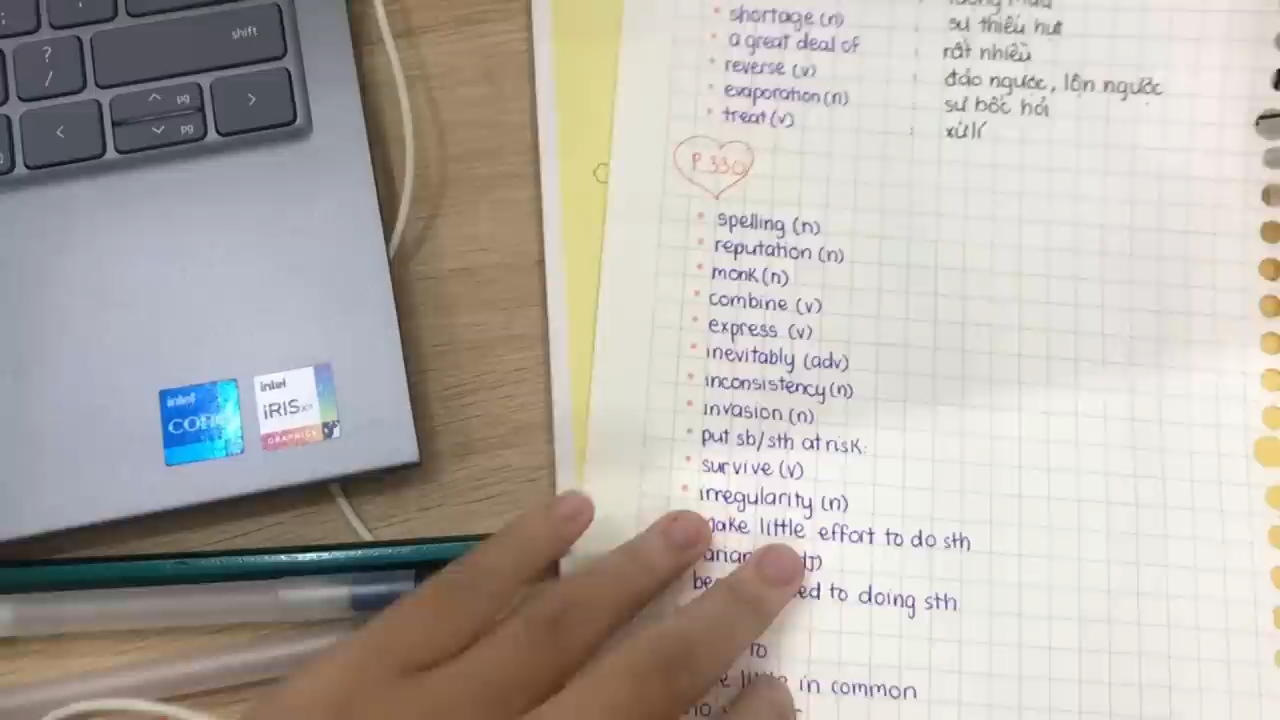 shift
?
/
pg
<
pg
>
intel
CORE
intel
iRIS Xe
GRAPHICS
shortage (n) : sự thiếu hụt
a great deal of : rất nhiều
reverse (v) : đảo ngược, lộn ngược
evaporation (n) : sự bốc hơi
treat (v) : xử lí
P.330
spelling (n)
reputation (n)
monk (n)
combine (v)
express (v)
inevitably (adv)
inconsistency (n)
invasion (n)
put sb/sth at risk:
survive (v)
irregularity (n)
make little effort to do sth
to doing sth
in common